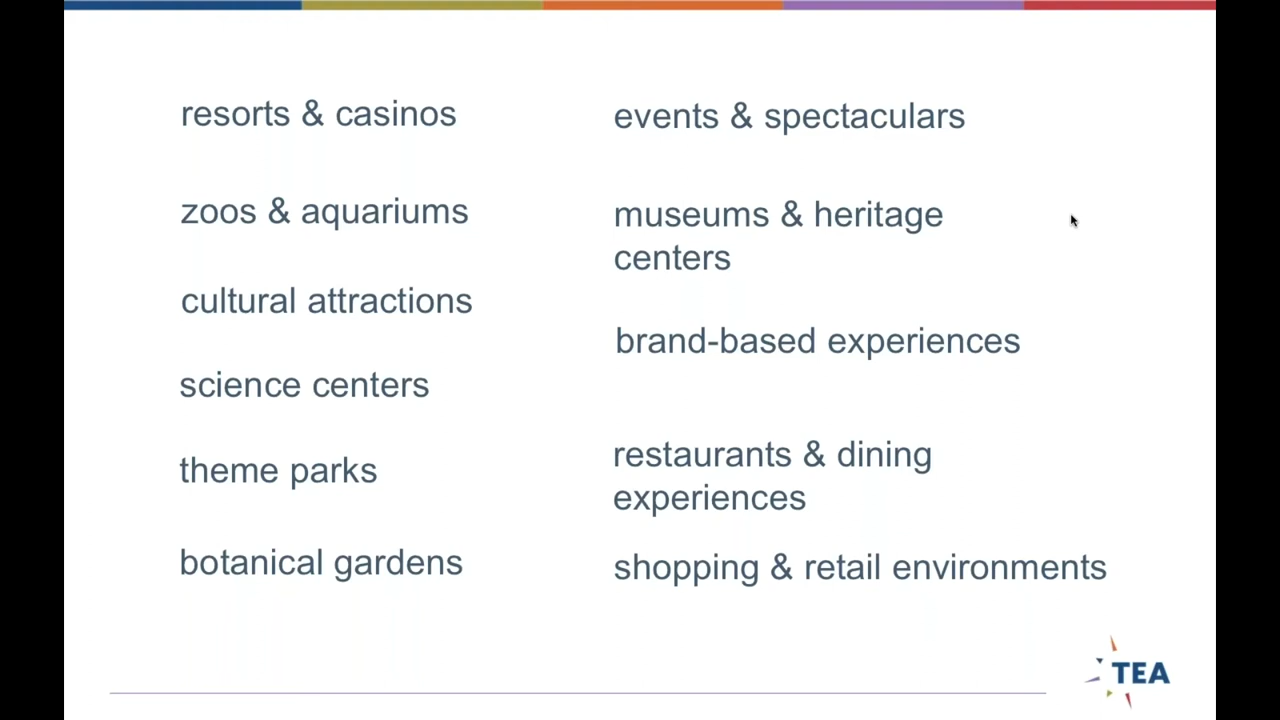 resorts & casinos
zoos & aquariums
cultural attractions
science centers
theme parks
botanical gardens
events & spectaculars
museums & heritage
centers
brand-based experiences
restaurants & dining
experiences
shopping & retail environments
TEA